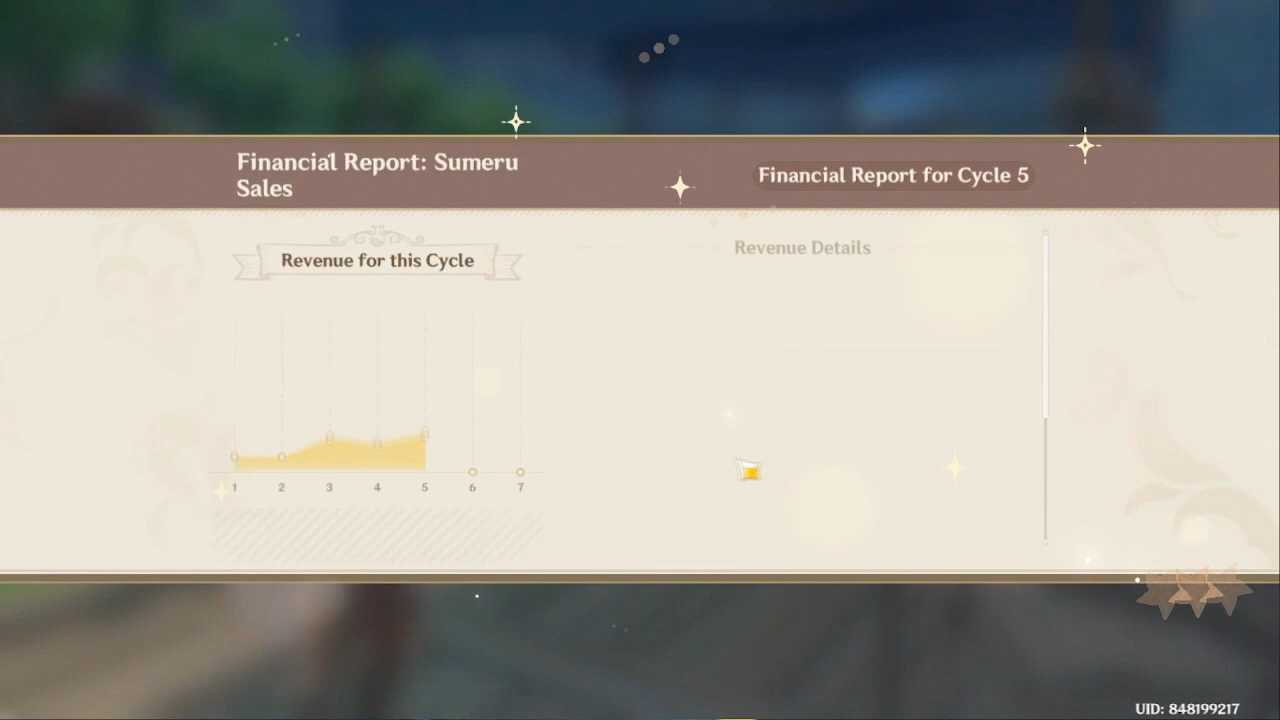 Financial Report: Sumeru
Sales
Financial Report for Cycle 5
Revenue for this Cycle
Revenue Details
1 2 3 4 5 6 7
UID: 848199217